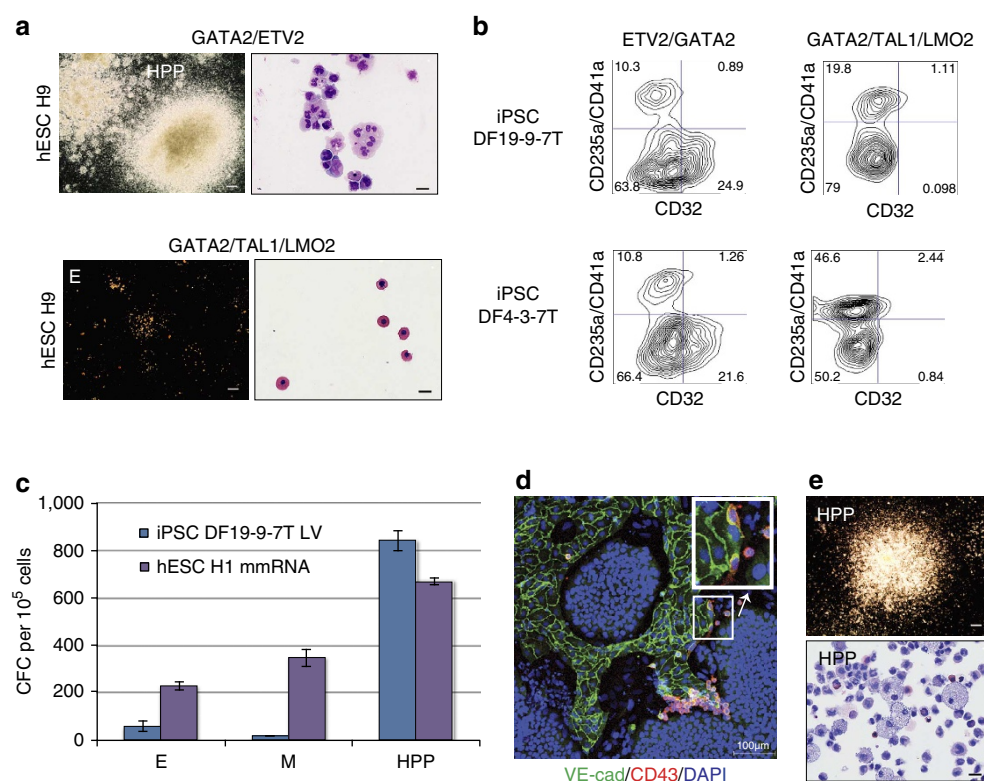 a
GATA2/ETV2
hESC H9
HPP
GATA2/TAL1/LMO2
hESC H9
E
b
ETV2/GATA2
GATA2/TAL1/LMO2
iPSC
DF19-9-7T
CD235a/CD41a
10.3
0.89
63.8
24.9
CD32
CD235a/CD41a
19.8
1.11
79
0.098
CD32
iPSC
DF4-3-7T
CD235a/CD41a
10.8
1.26
66.4
21.6
CD32
CD235a/CD41a
46.6
2.44
50.2
0.84
CD32
c
CFC per 10⁵ cells
1,000
800
600
400
200
0
iPSC DF19-9-7T LV
hESC H1 mmRNA
E
M
HPP
d
100µm
VE-cad/CD43/DAPI
e
HPP
HPP